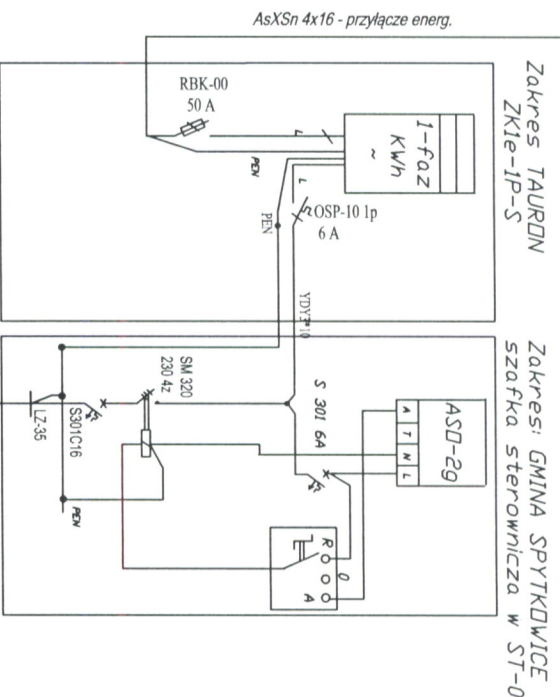 AsXSn 4x16 - przyłącze energ.
Zakres TAURON
ZK1e-1P-S
RBK-00
50 A
1-faz
KWh
~
L
PEN
L
OSP-10 1p
6 A
PEN
YDY3*10
Zakres: GMINA SPYTKOWICE
szafka sterownicza w ST-0
ASO-2g
A T N L
S 301 6A
SM 320
230 4z
S301C16
LZ-35
PEN
R O A